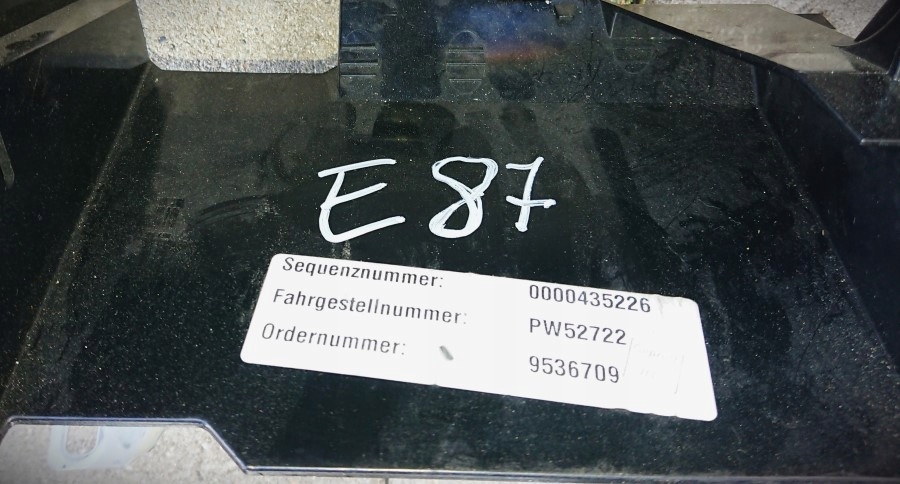 E87
Sequenznummer: 0000435226
Fahrgestellnummer: PW52722
Ordernummer: 9536709